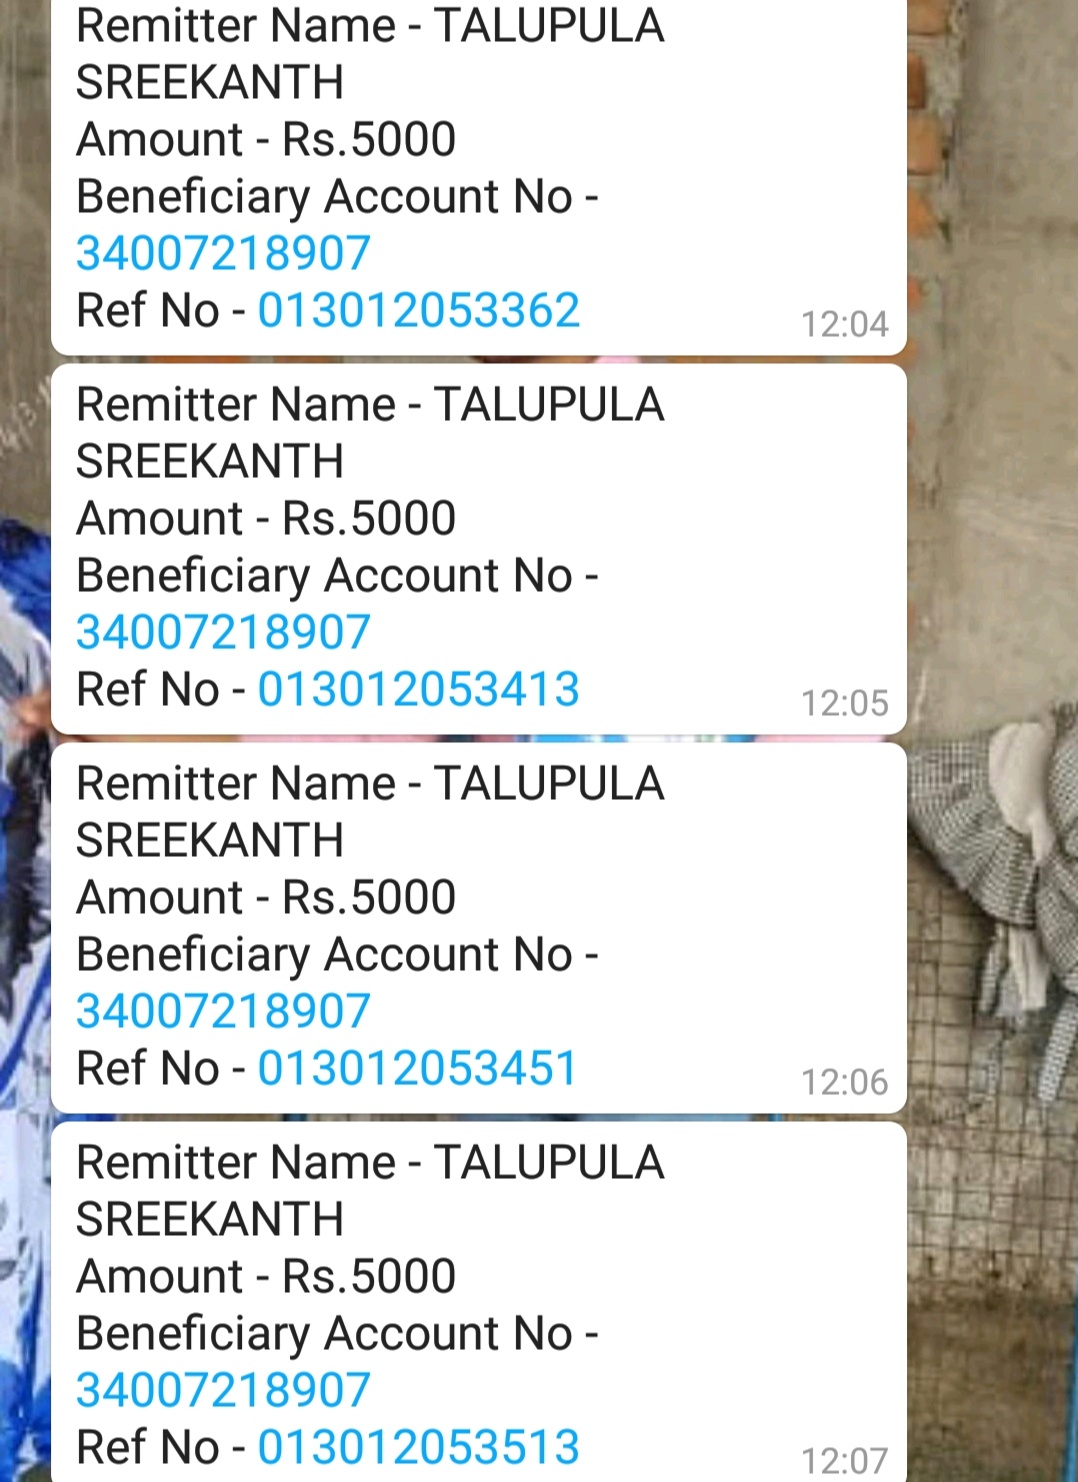 Remitter Name - TALUPULA
SREEKANTH
Amount - Rs.5000
Beneficiary Account No -
34007218907
Ref No - 013012053362
12:04
Remitter Name - TALUPULA
SREEKANTH
Amount - Rs.5000
Beneficiary Account No -
34007218907
Ref No - 013012053413
12:05
Remitter Name - TALUPULA
SREEKANTH
Amount - Rs.5000
Beneficiary Account No -
34007218907
Ref No - 013012053451
12:06
Remitter Name - TALUPULA
SREEKANTH
Amount - Rs.5000
Beneficiary Account No -
34007218907
Ref No - 013012053513
12:07